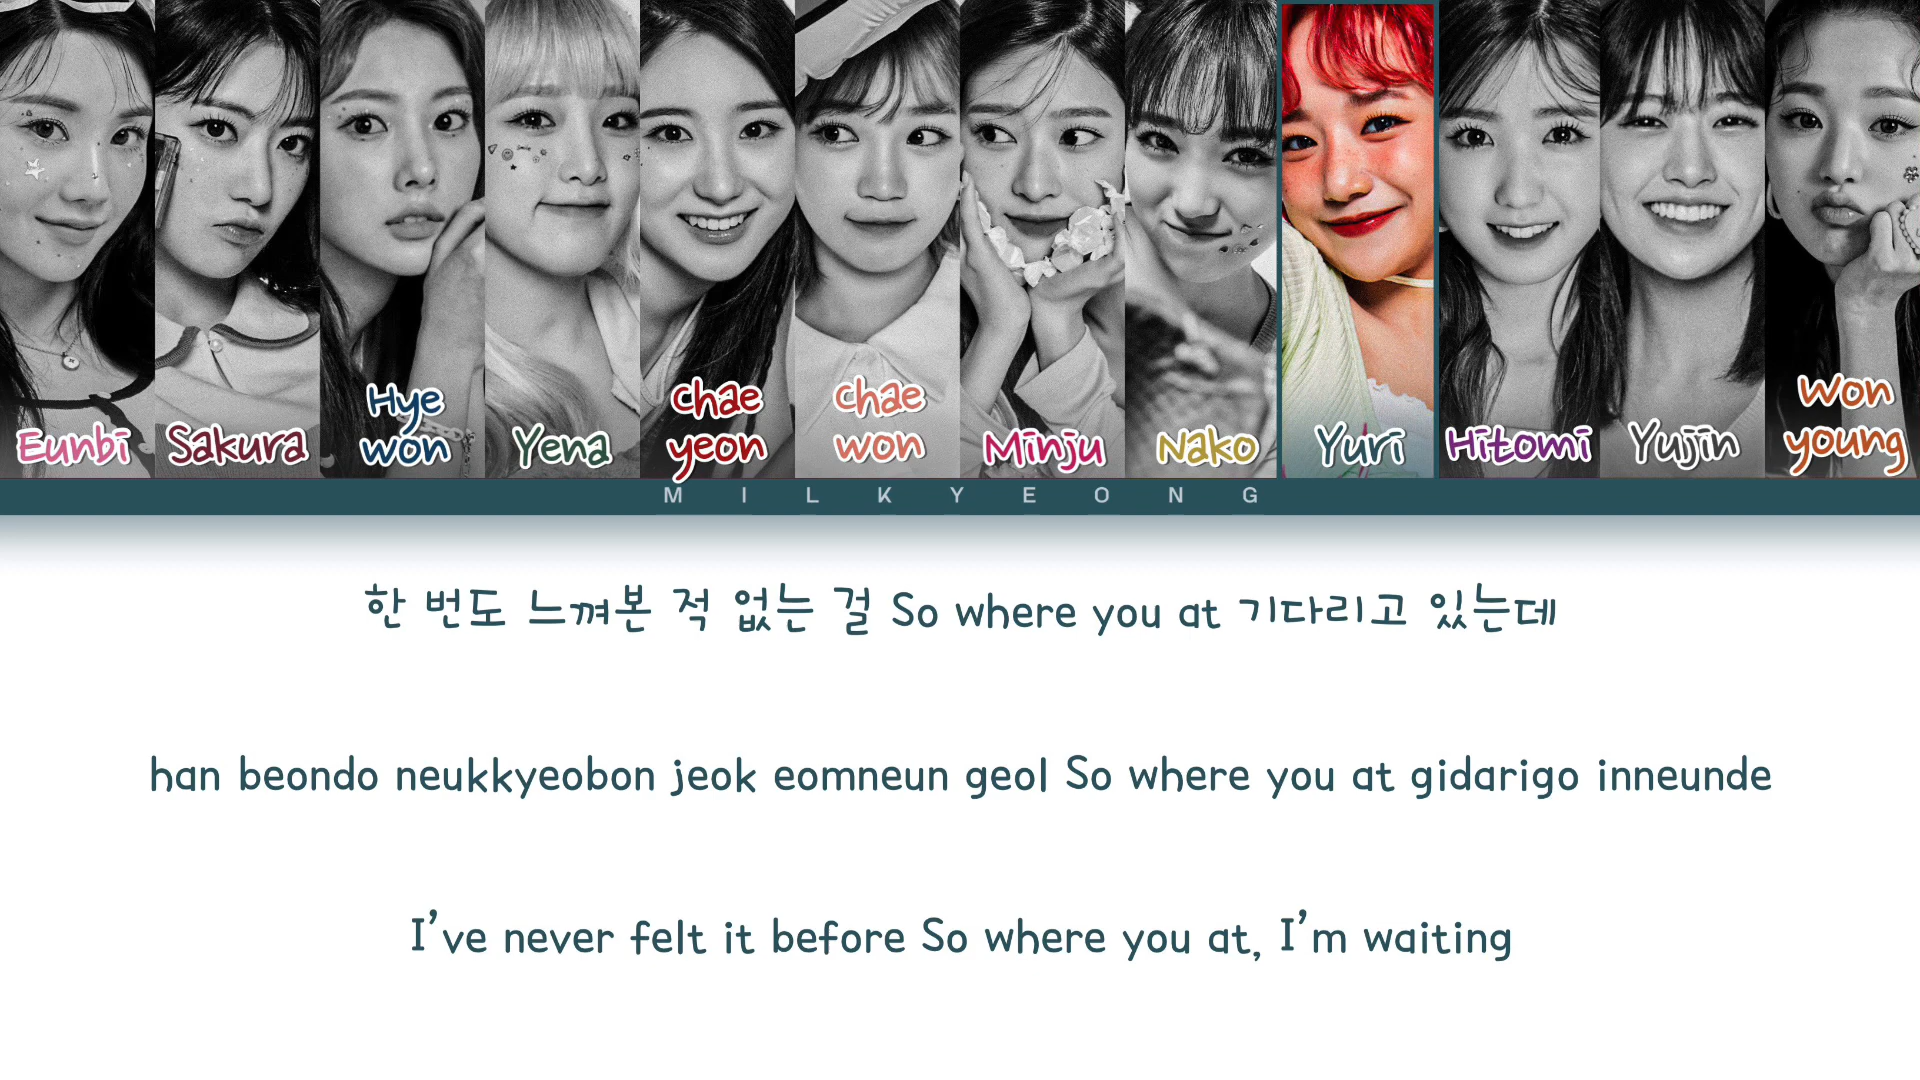 Eunbi
Sakura
Hye
won
Yena
chae
yeon
chae
won
Minju
Nako
Yuri
Hitomi
Yujin
Won
young
MILKYEONG
한 번도 느껴본 적 없는 걸 So where you at 기다리고 있는데
han beondo neukkyeobon jeok eomneun geol So where you at gidarigo inneunde
I've never felt it before So where you at, I'm waiting